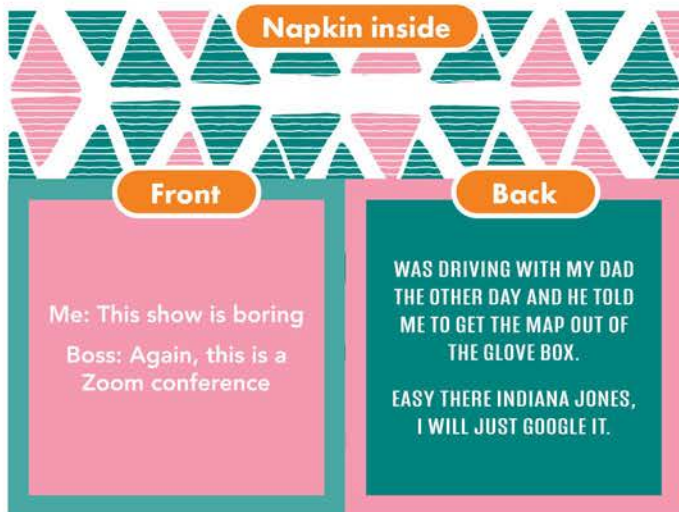 Napkin inside
Front
Me: This show is boring
Boss: Again, this is a
Zoom conference
Back
WAS DRIVING WITH MY DAD
THE OTHER DAY AND HE TOLD
ME TO GET THE MAP OUT OF
THE GLOVE BOX.
EASY THERE INDIANA JONES,
I WILL JUST GOOGLE IT.